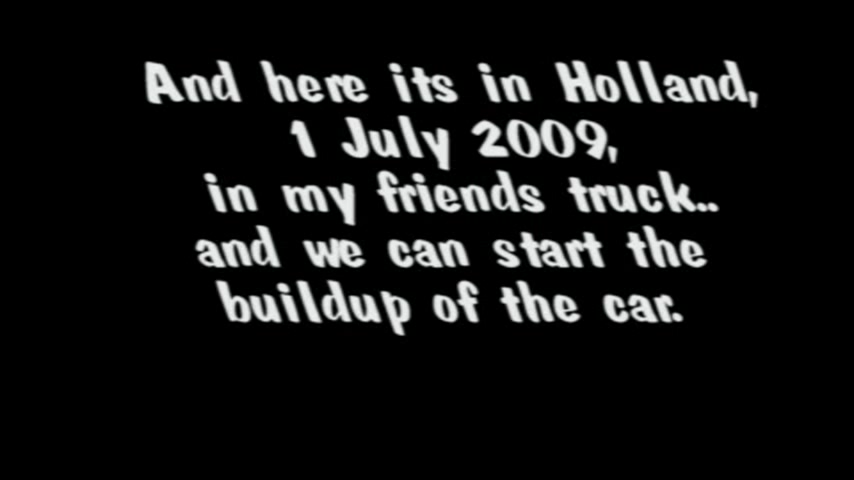 And here its in Holland,
1 July 2009,
in my friends truck..
and we can start the
buildup of the car.